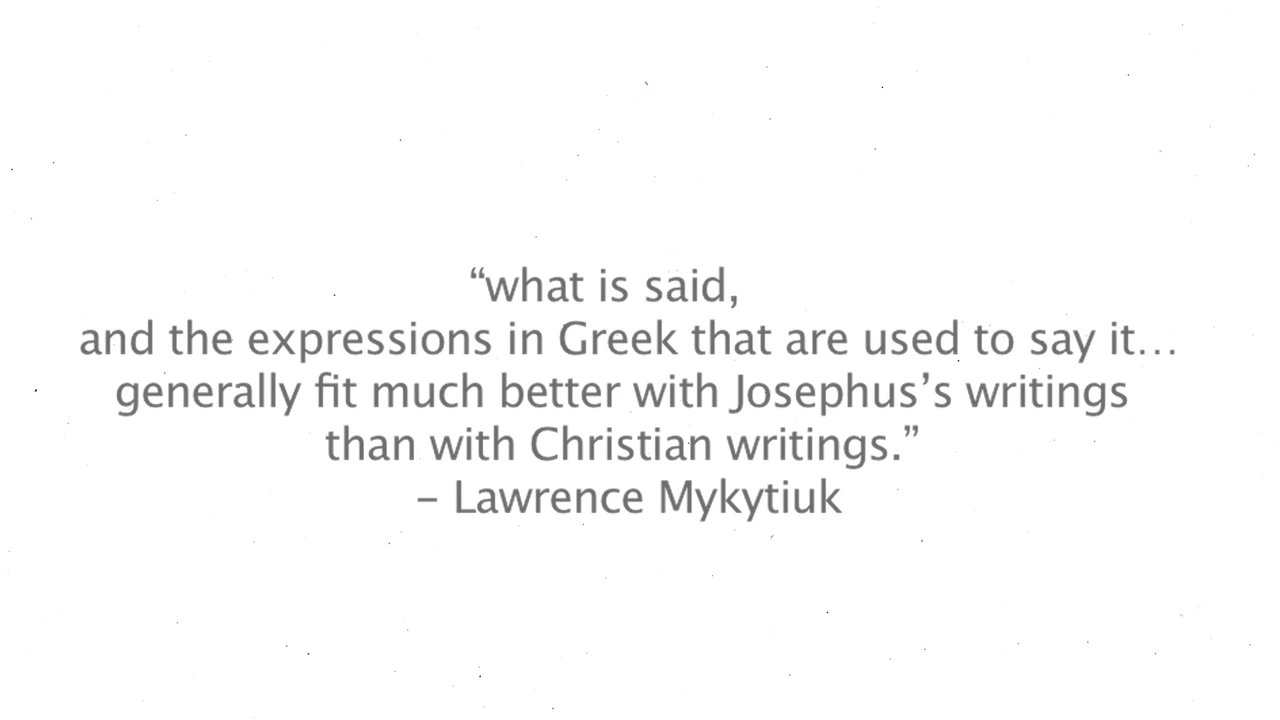 “what is said,
and the expressions in Greek that are used to say it…
generally fit much better with Josephus’s writings
than with Christian writings.”
– Lawrence Mykytiuk